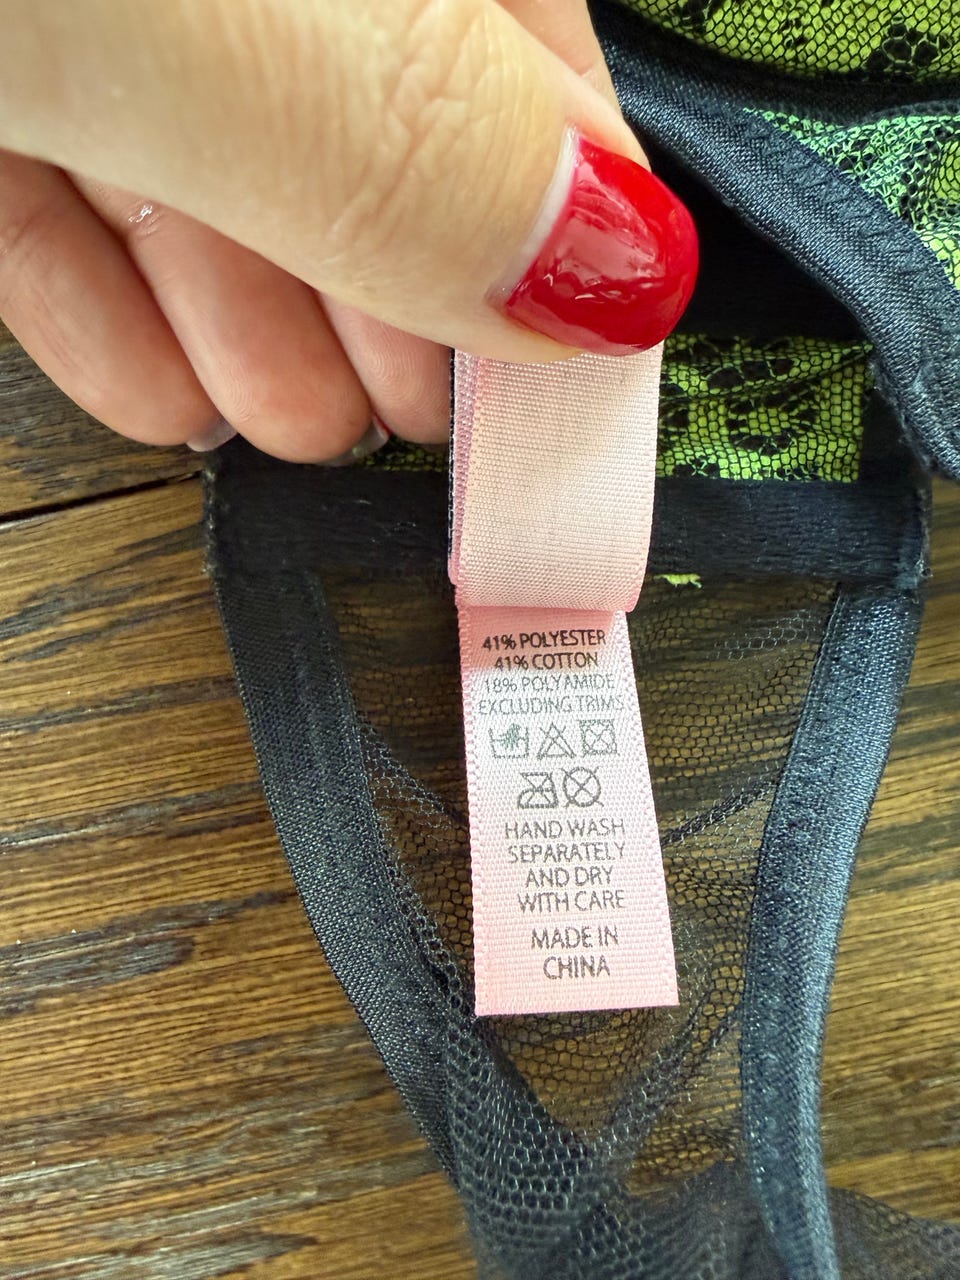 41% POLYESTER
41% COTTON
18% POLYAMIDE
EXCLUDING TRIMS
HAND WASH
SEPARATELY
AND DRY
WITH CARE
MADE IN
CHINA